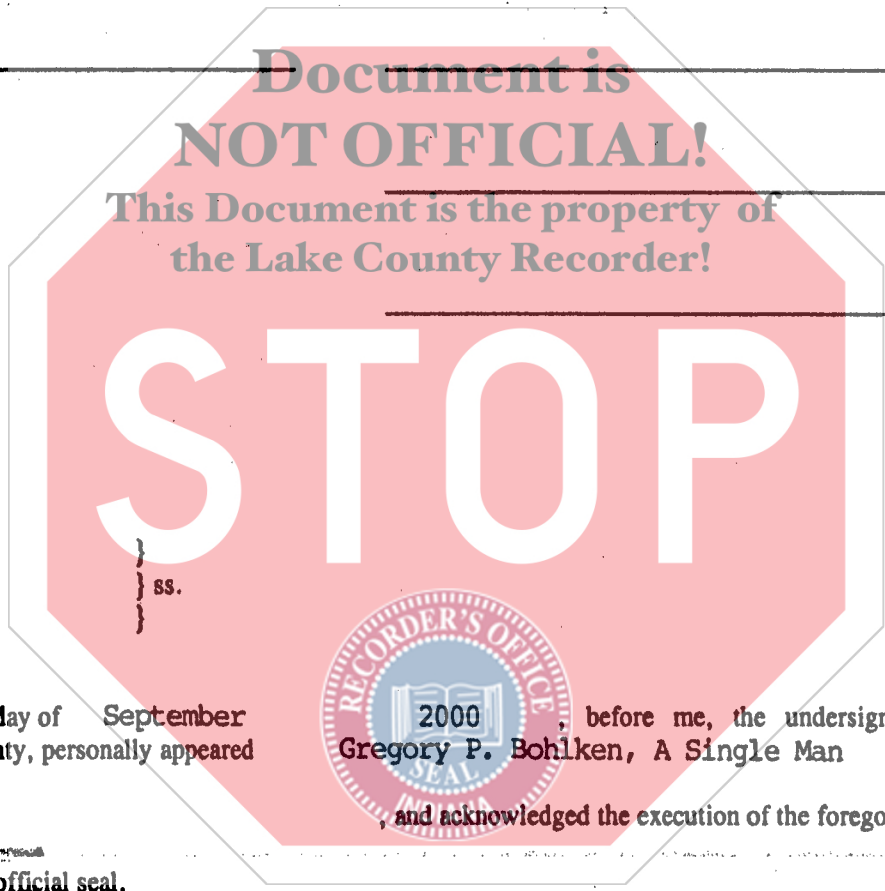 Document is
NOT OFFICIAL!
This Document is the property of
the Lake County Recorder!
STOP
ss.
RECORDER'S OFFICE
day of September 2000 , before me, the undersign
nty, personally appeared Gregory P. Bohlken, A Single Man
SEAL
INDIANA
, and acknowledged the execution of the forego
official seal.